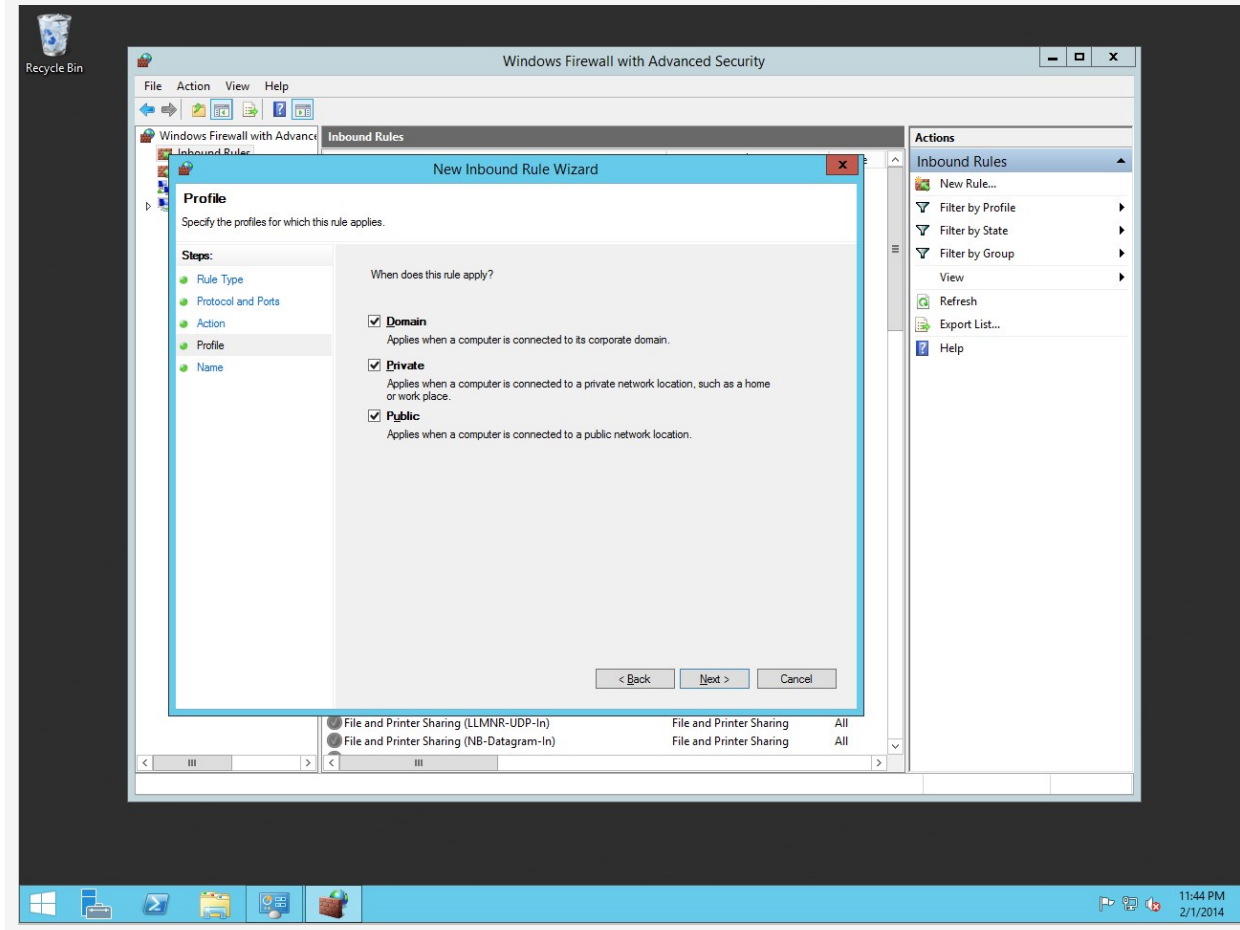 Recycle Bin
Windows Firewall with Advanced Security
File Action View Help
Windows Firewall with Advance
Inbound Rules
Inbound Rules
New Inbound Rule Wizard
Profile
Specify the profiles for which this rule applies.
Steps:
Rule Type
Protocol and Ports
Action
Profile
Name
When does this rule apply?
Domain
Applies when a computer is connected to its corporate domain.
Private
Applies when a computer is connected to a private network location, such as a home
or work place.
Public
Applies when a computer is connected to a public network location.
< Back
Next >
Cancel
File and Printer Sharing (LLMNR-UDP-In) File and Printer Sharing All
File and Printer Sharing (NB-Datagram-In) File and Printer Sharing All
Actions
Inbound Rules
New Rule...
Filter by Profile
Filter by State
Filter by Group
View
Refresh
Export List...
Help
11:44 PM
2/1/2014